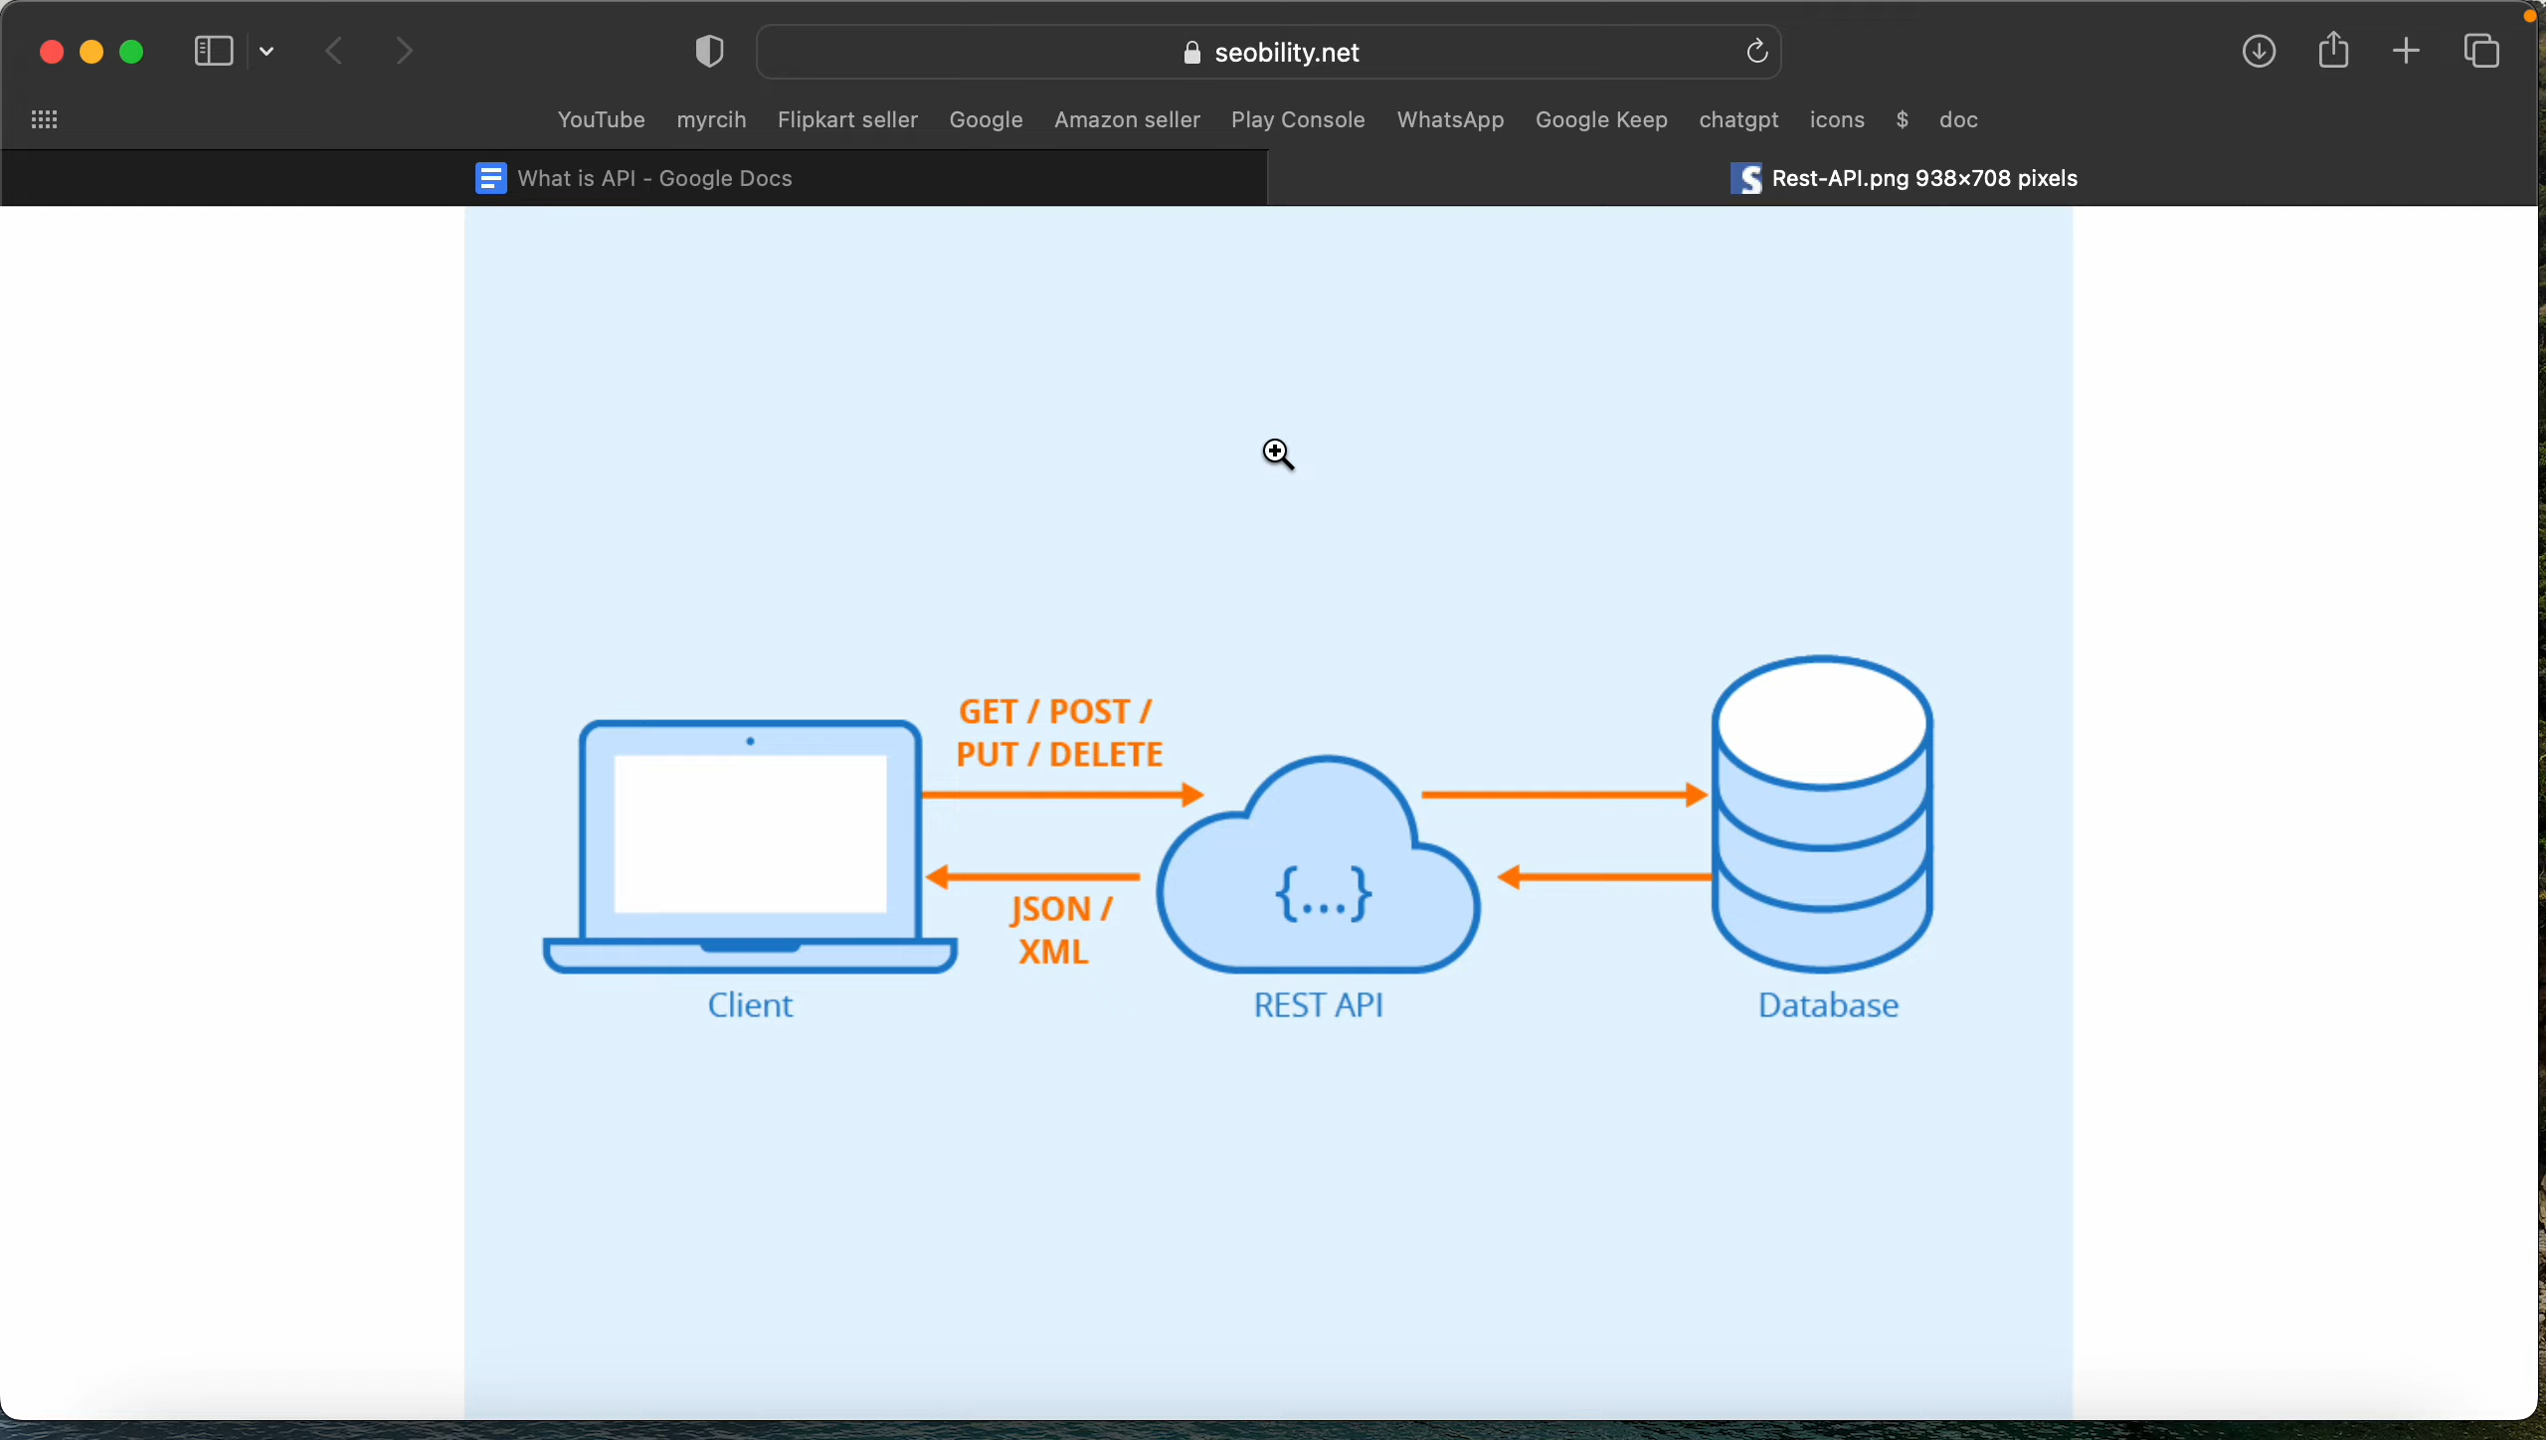 seobility.net
YouTube myrcih Flipkart seller Google Amazon seller Play Console WhatsApp Google Keep chatgpt icons $ doc
What is API - Google Docs
S Rest-API.png 938×708 pixels
GET / POST /
PUT / DELETE
JSON /
XML
{...}
Client
REST API
Database